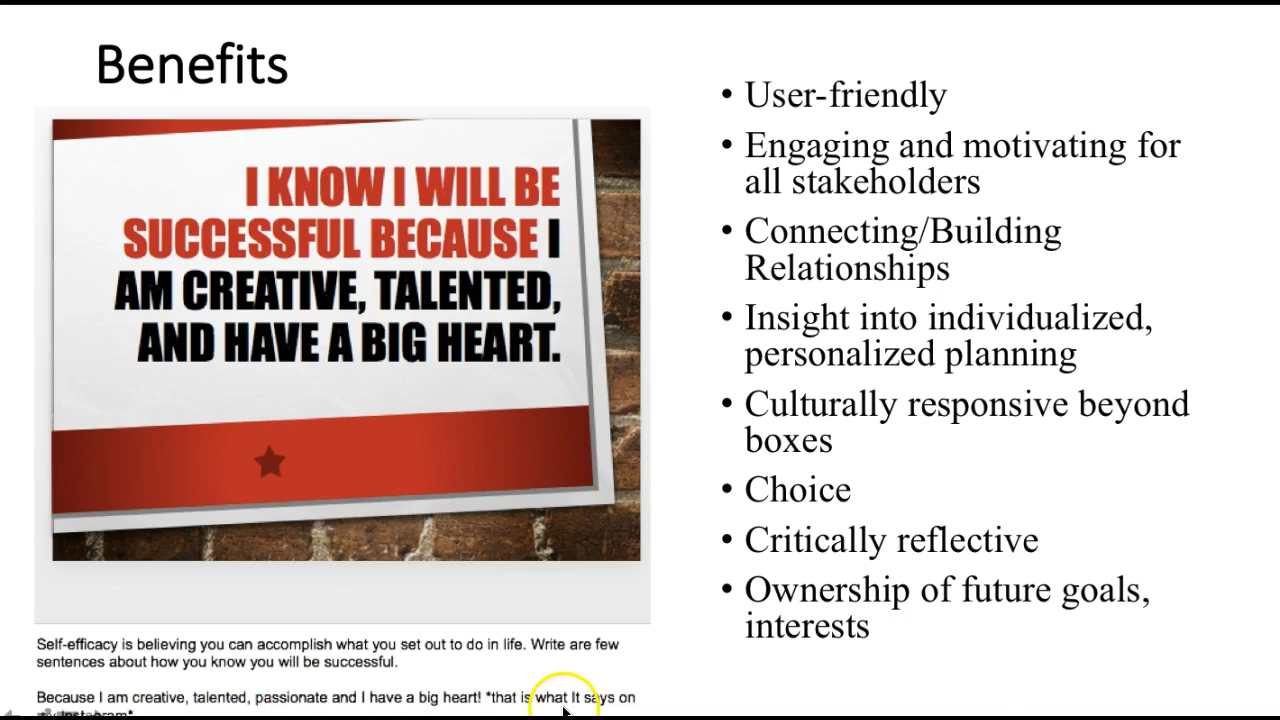 Benefits
I KNOW I WILL BE
SUCCESSFUL BECAUSE I
AM CREATIVE, TALENTED,
AND HAVE A BIG HEART.
Self-efficacy is believing you can accomplish what you set out to do in life. Write are few
sentences about how you know you will be successful.
Because I am creative, talented, passionate and I have a big heart! *that is what It says on
• User-friendly
• Engaging and motivating for
all stakeholders
• Connecting/Building
Relationships
• Insight into individualized,
personalized planning
• Culturally responsive beyond
boxes
• Choice
• Critically reflective
• Ownership of future goals,
interests